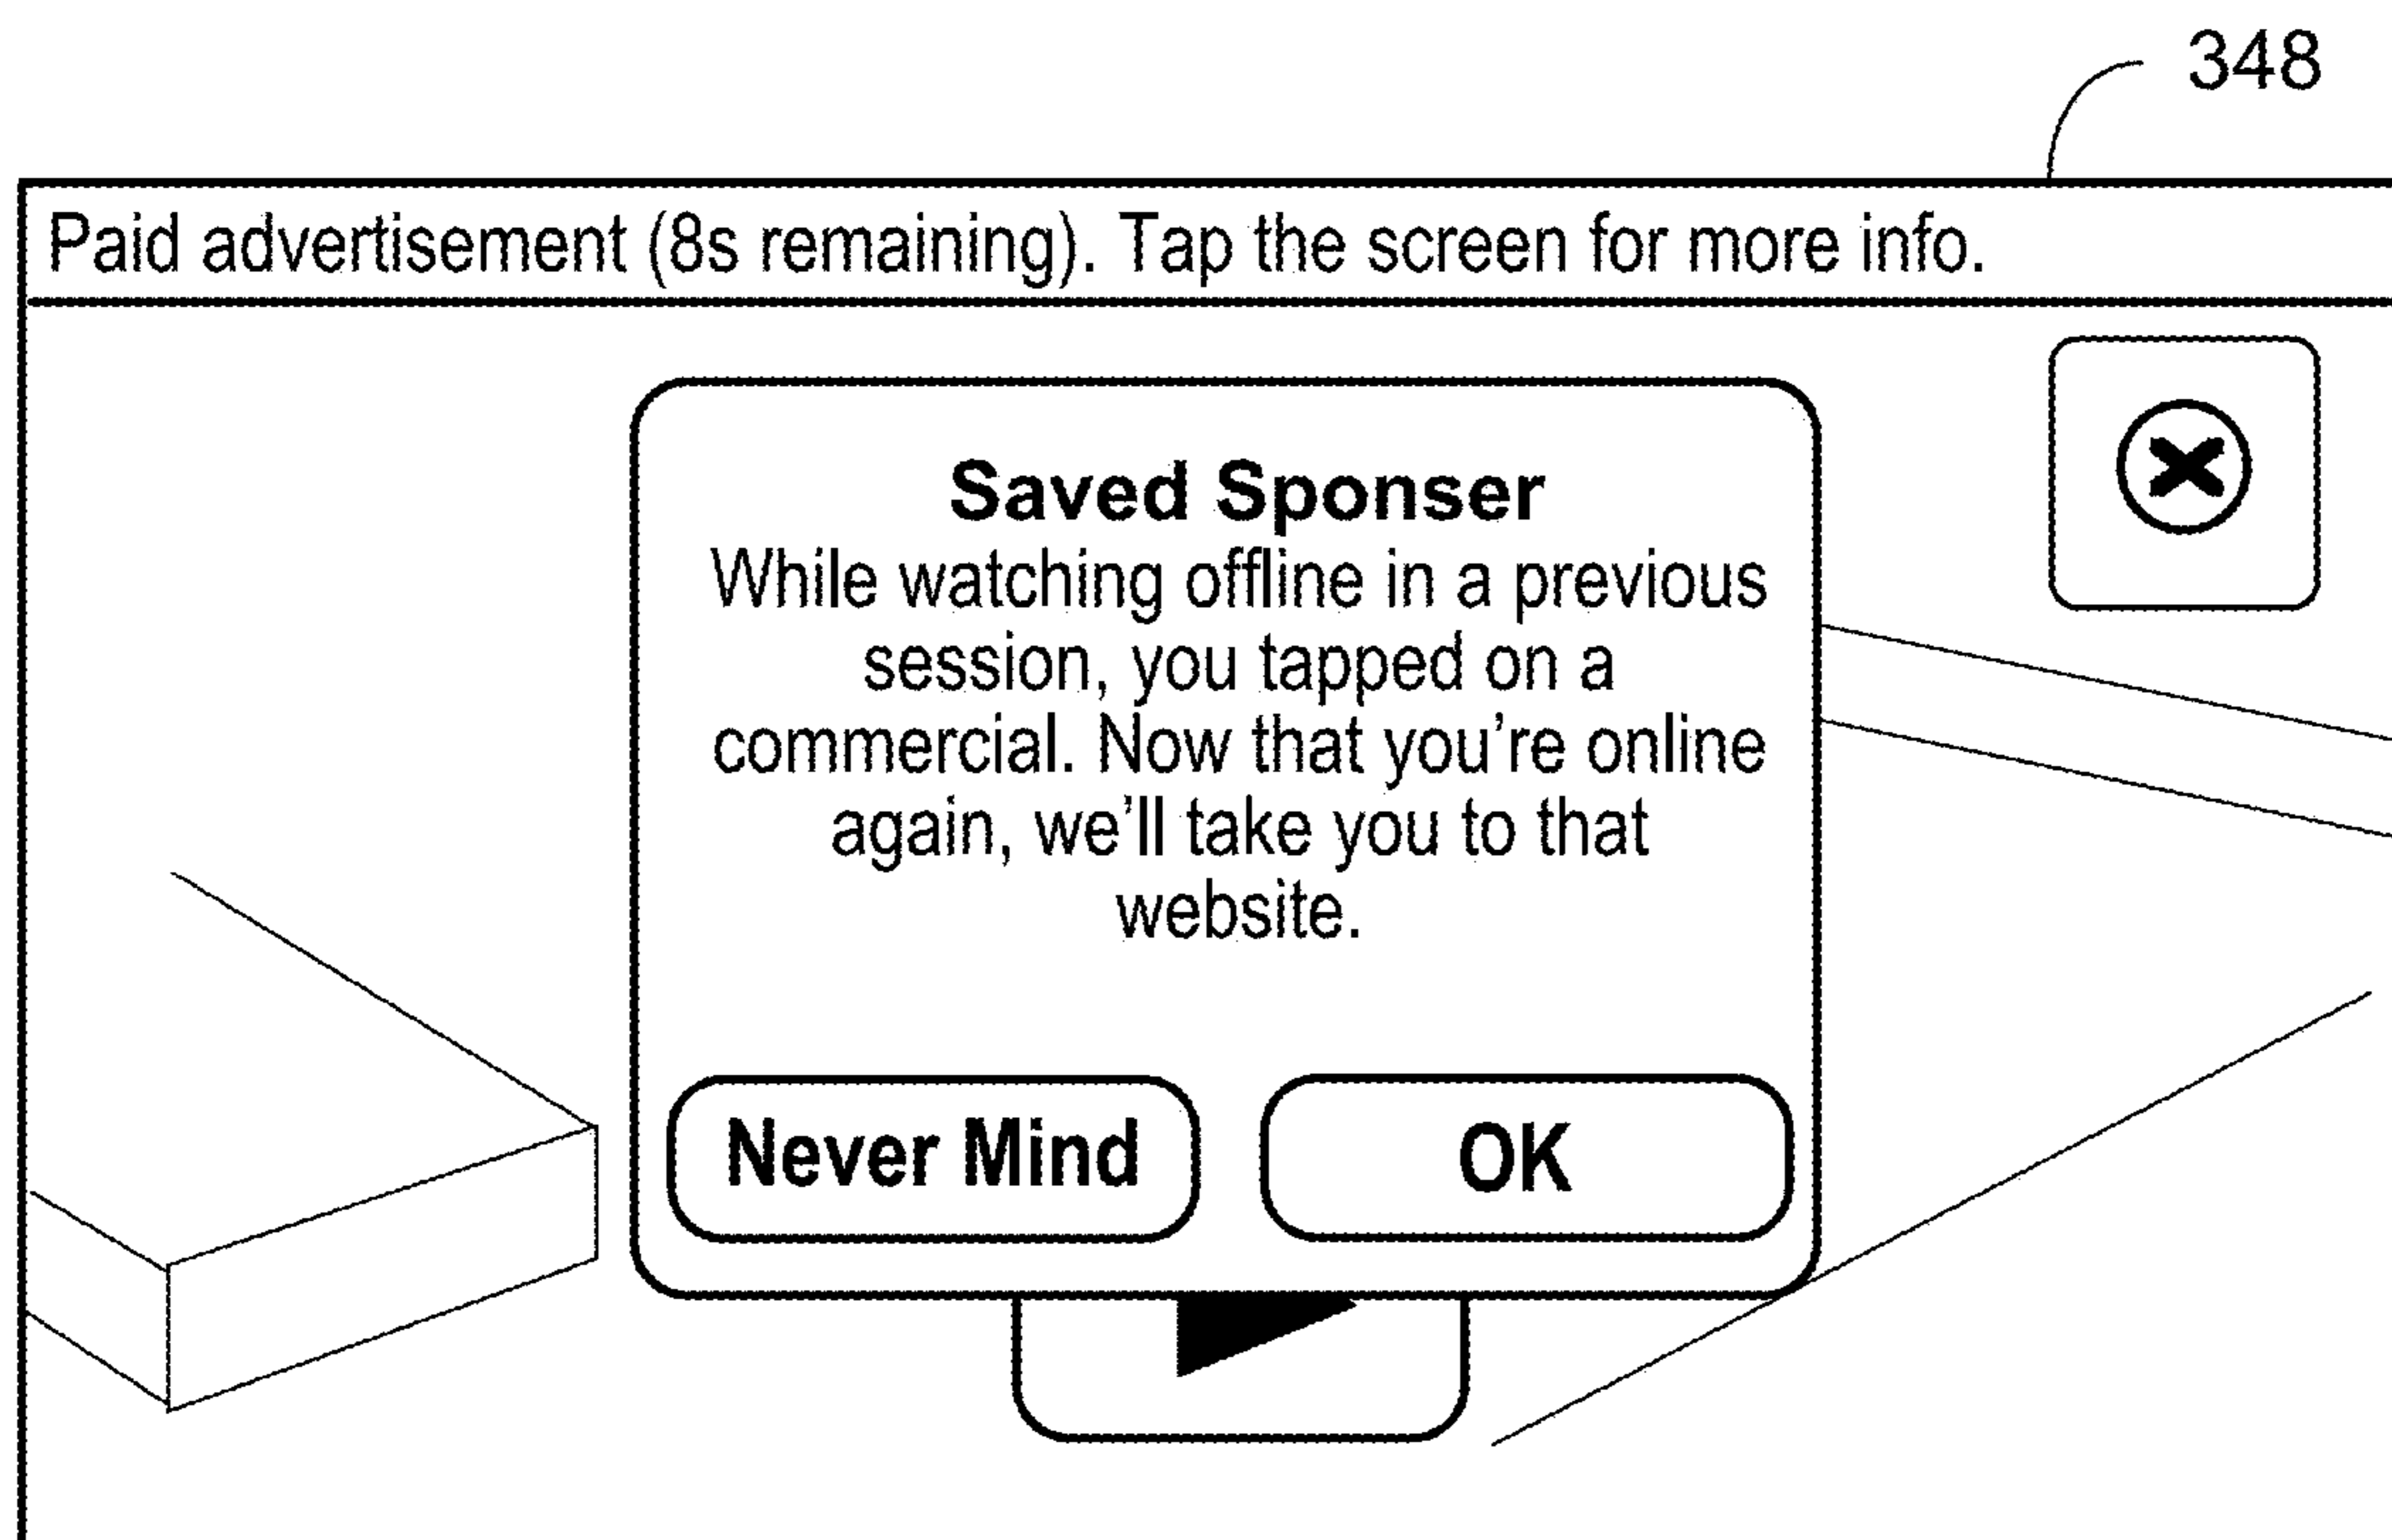 348
Paid advertisement (8s remaining). Tap the screen for more info.
Saved Sponser
While watching offline in a previous
session, you tapped on a
commercial. Now that you're online
again, we'll take you to that
website.
Never Mind
OK